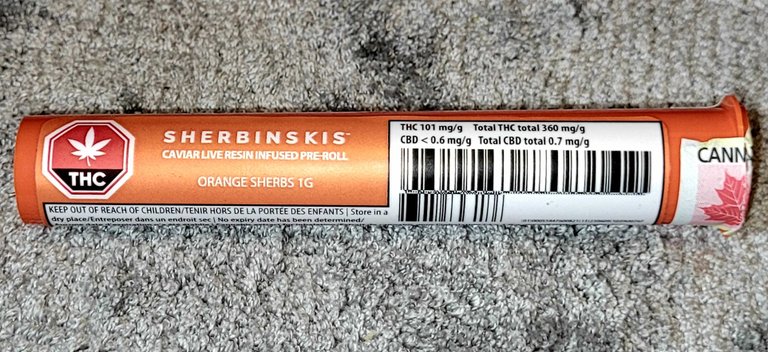 THC
SHERBINSKIS™
CAVIAR LIVE RESIN INFUSED PRE-ROLL
ORANGE SHERBS 1G
KEEP OUT OF REACH OF CHILDREN/TENIR HORS DE LA PORTÉE DES ENFANTS | Store in a
dry place/Entreposer dans un endroit sec | No expiry date has been determined/
THC 101 mg/g Total THC total 360 mg/g
CBD < 0.6 mg/g Total CBD total 0.7 mg/g
CANNA